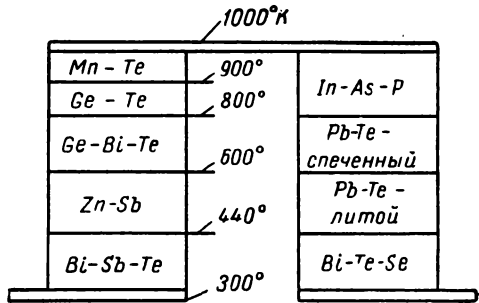 1000°К
Mn-Te
900°
Ge-Te
800°
In-As-P
Ge-Bi-Te
Pb-Te-
спеченный
600°
Zn-Sb
Pb-Te-
литой
440°
Bi-Sb-Te
Bi-Te-Se
300°